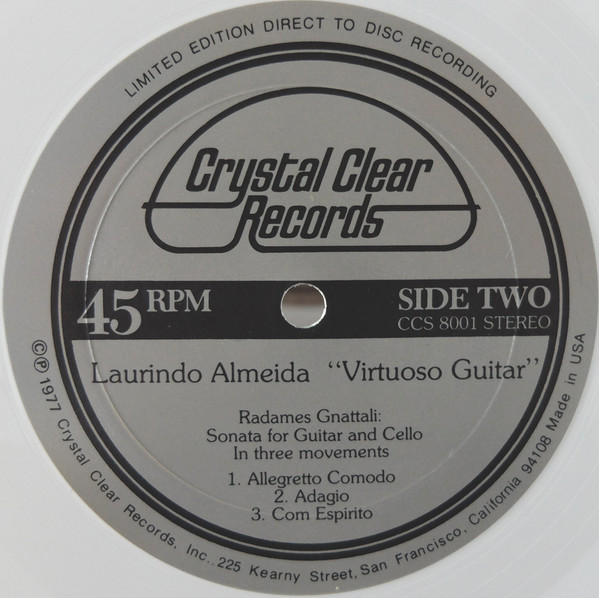 LIMITED EDITION DIRECT TO DISC RECORDING
Crystal Clear
Records
45 RPM
SIDE TWO
CCS 8001 STEREO
Laurindo Almeida “Virtuoso Guitar”
Radames Gnattali:
Sonata for Guitar and Cello
In three movements
1. Allegretto Comodo
2. Adagio
3. Com Espirito
©℗ 1977 Crystal Clear Records, Inc., 225 Kearny Street, San Francisco, California 94108 Made in USA